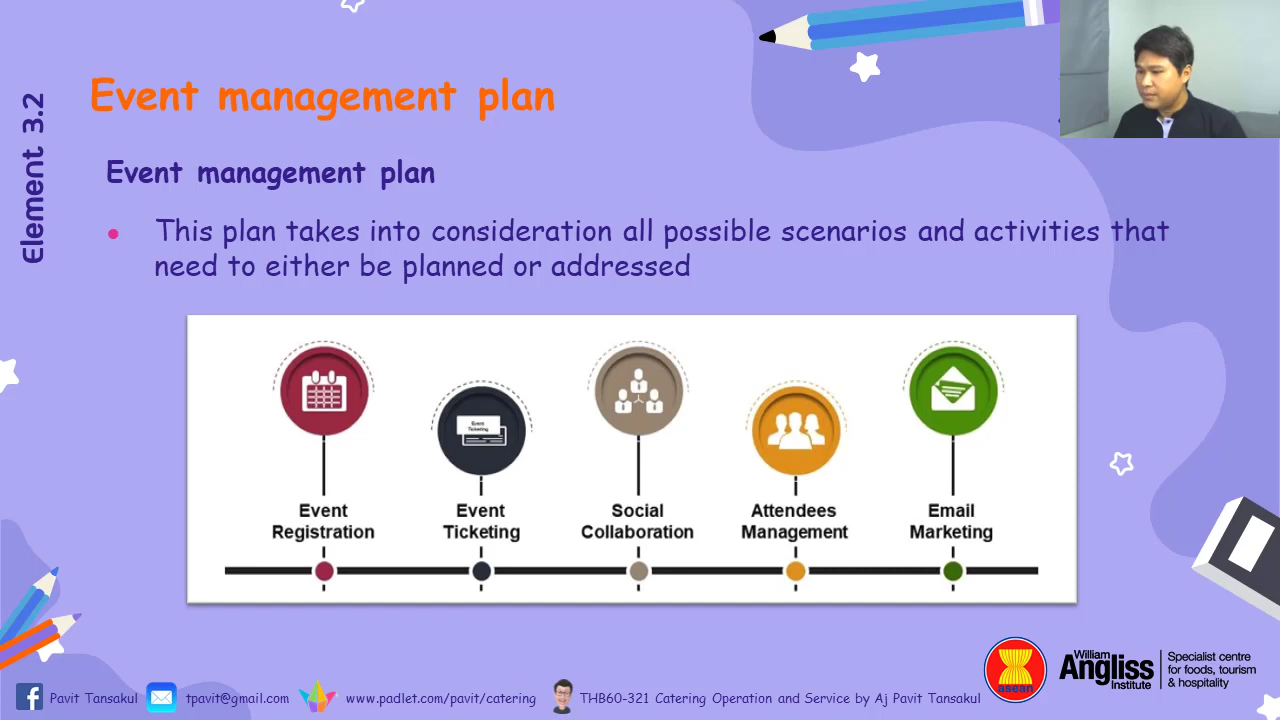 Element 3.2
Event management plan
Event management plan
• This plan takes into consideration all possible scenarios and activities that
need to either be planned or addressed
Event
Ticketing
Event
Registration
Event
Ticketing
Social
Collaboration
Attendees
Management
Email
Marketing
Pavit Tansakul
tpavit@gmail.com
www.padlet.com/pavit/catering
THB60-321 Catering Operation and Service by Aj Pavit Tansakul
asean
William
Angliss
Institute
Specialist centre
for foods, tourism
& hospitality